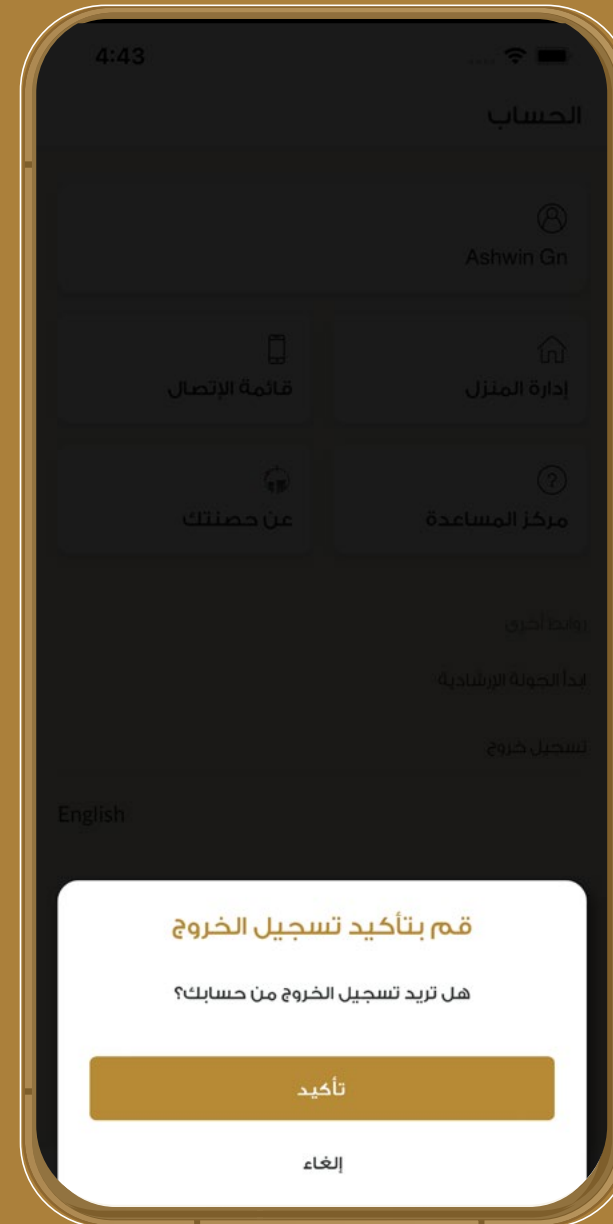 4:43
الحساب
Ashwin Gn
إدارة المنزل
قائمة الإتصال
مركز المساعدة
عن حصنتك
روابط أخرى
ابدأ الجولة الإرشادية
تسجيل خروج
English
قم بتأكيد تسجيل الخروج
هل تريد تسجيل الخروج من حسابك؟
تأكيد
إلغاء